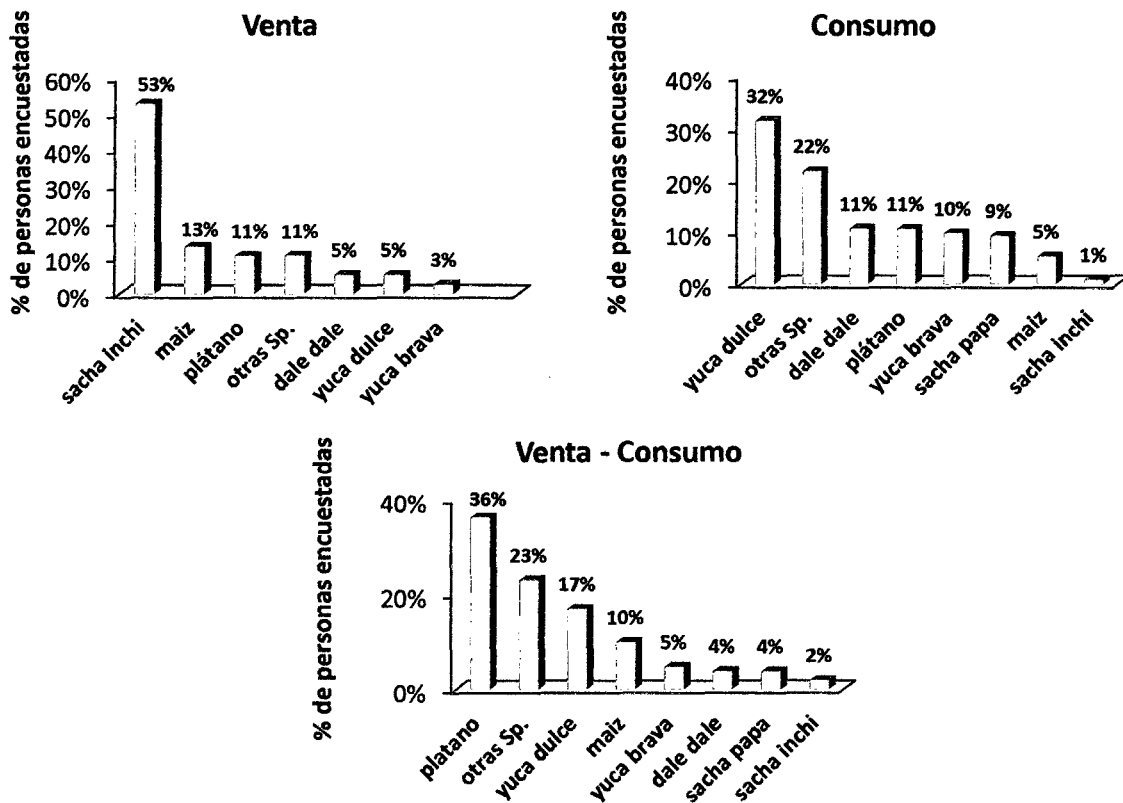 Venta
% de personas encuestadas
60%
50%
40%
30%
20%
10%
0%
53%
13%
11%
11%
5%
5%
3%
sacha inchi
maiz
plátano
otras Sp.
dale dale
yuca dulce
yuca brava
Consumo
% de personas encuestadas
40%
30%
20%
10%
0%
32%
22%
11%
11%
10%
9%
5%
1%
yuca dulce
otras Sp.
dale dale
plátano
yuca brava
sacha papa
maiz
sacha inchi
Venta - Consumo
% de personas encuestadas
40%
20%
0%
36%
23%
17%
10%
5%
4%
4%
2%
platano
otras Sp.
yuca dulce
maiz
yuca brava
dale dale
sacha papa
sacha inchi